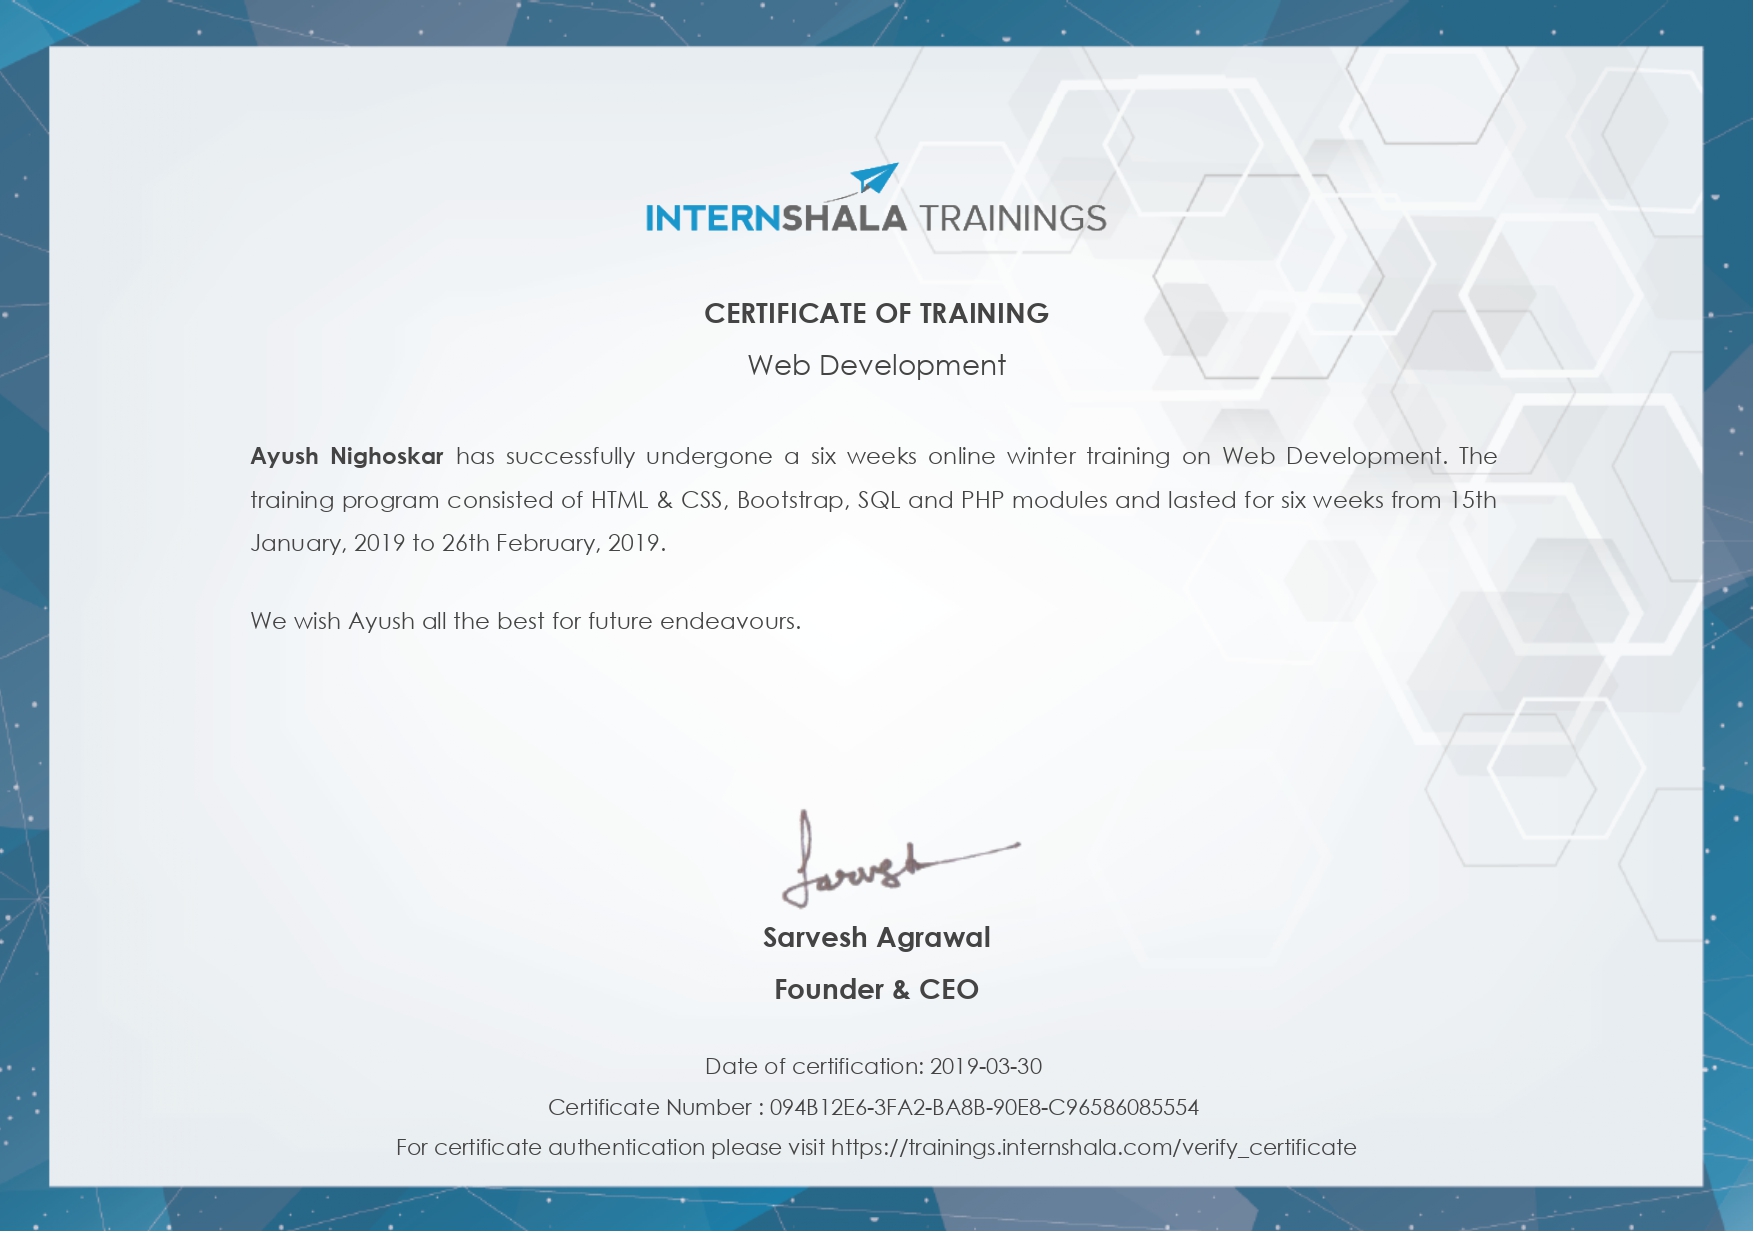 INTERNSHALA TRAININGS
CERTIFICATE OF TRAINING
Web Development
Ayush Nighoskar has successfully undergone a six weeks online winter training on Web Development. The
training program consisted of HTML & CSS, Bootstrap, SQL and PHP modules and lasted for six weeks from 15th
January, 2019 to 26th February, 2019.
We wish Ayush all the best for future endeavours.
Sarvesh
Sarvesh Agrawal
Founder & CEO
Date of certification: 2019-03-30
Certificate Number : 094B12E6-3FA2-BA8B-90E8-C96586085554
For certificate authentication please visit https://trainings.internshala.com/verify_certificate